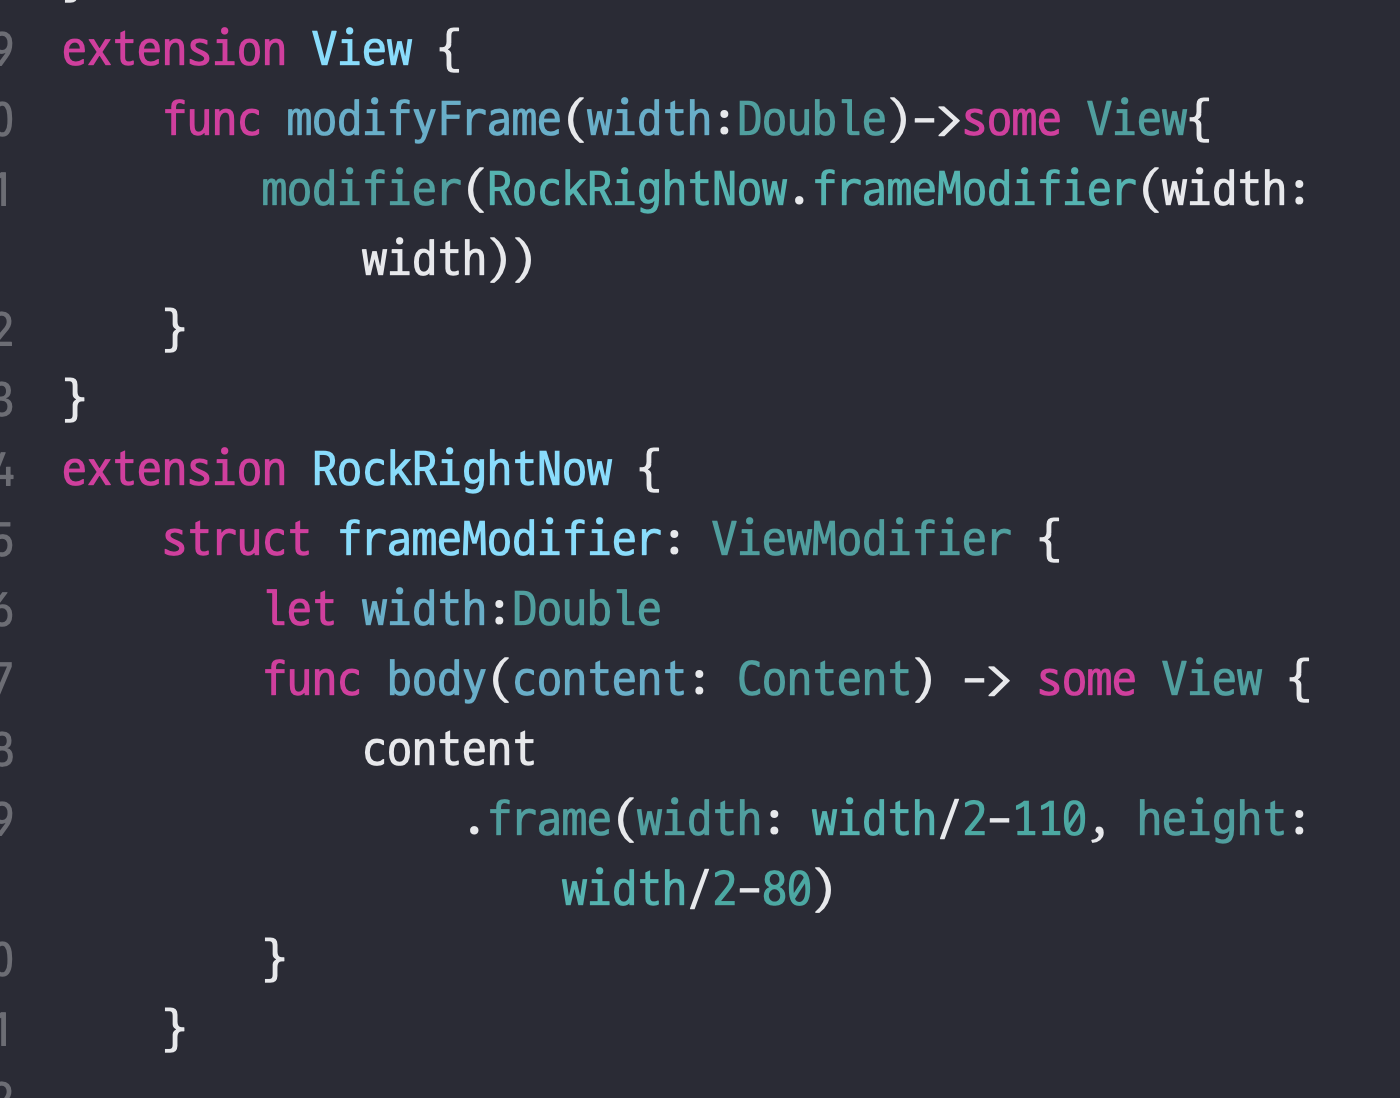 9 extension View {
0 func modifyFrame(width:Double)->some View{
1 modifier(RockRightNow.frameModifier(width:
width))
2 }
3 }
4 extension RockRightNow {
5 struct frameModifier: ViewModifier {
6 let width:Double
7 func body(content: Content) -> some View {
8 content
9 .frame(width: width/2-110, height:
width/2-80)
0 }
1 }